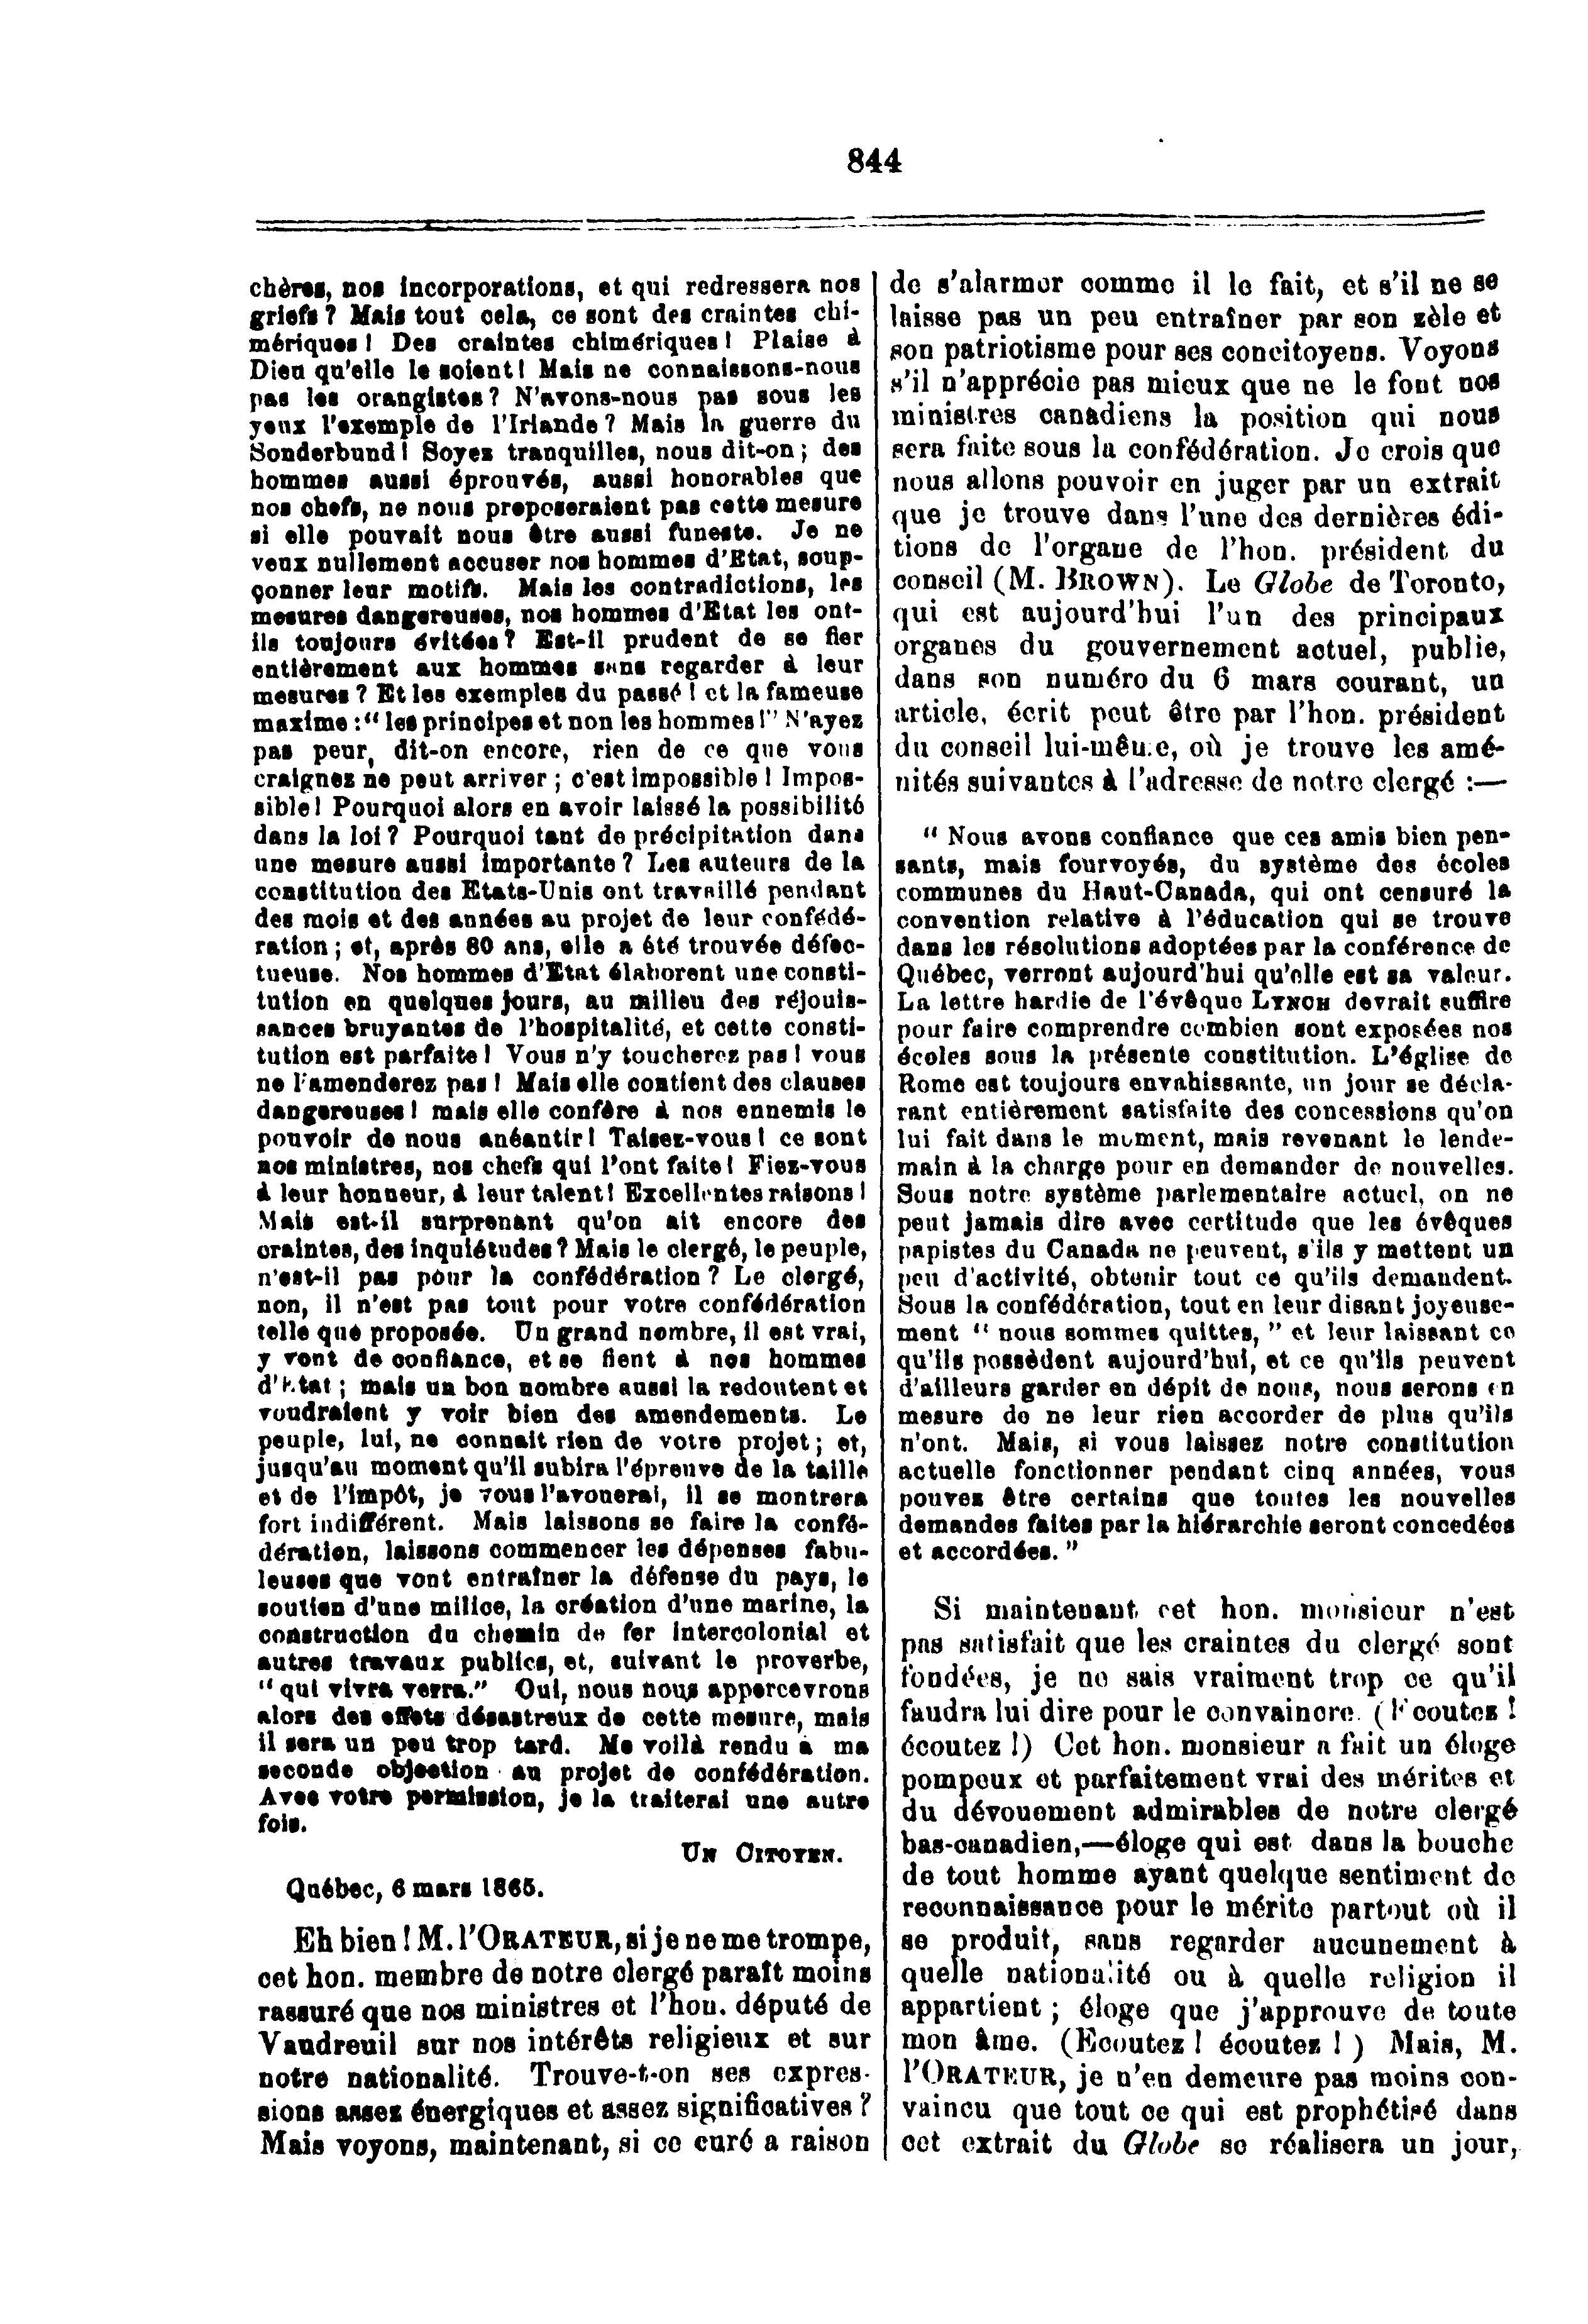 844
chères, nos incorporations, et qui redressera nos
griefs ? Mais tout cela, ce sont des craintes chi-
mériques ! Des craintes chimériques ! Plaise à
Dieu qu'elle le soient ! Mais ne connaissons-nous
pas les orangistes ? N'avons-nous pas sous les
yeux l'exemple de l'Irlande ? Mais la guerre du
Sonderbund ! Soyez tranquilles, nous dit-on ; des
hommes aussi éprouvés, aussi honorables que
nos chefs, ne nous proposeraient pas cette mesure
si elle pouvait nous être aussi funeste. Je ne
veux nullement accuser nos hommes d'Etat, soup-
çonner leur motifs. Mais les contradictions, les
mesures dangereuses, nos hommes d'Etat les ont-
ils toujours évitées ? Est-il prudent de se fier
entièrement aux hommes sans regarder à leur
mesures ? Et les exemples du passé ! et la fameuse
maxime : " les principes et non les hommes ! " N'ayez
pas peur, dit-on encore, rien de ce que vous
craignez ne peut arriver ; c'est impossible ! Impos-
sible ! Pourquoi alors en avoir laissé la possibilité
dans la loi ? Pourquoi tant de précipitation dans
une mesure aussi importante ? Les auteurs de la
constitution des Etats-Unis ont travaillé pendant
des mois et des années au projet de leur confédé-
ration ; et, après 80 ans, elle a été trouvée défec-
tueuse. Nos hommes d'Etat élaborent une consti-
tution en quelques jours, au milieu des réjouis-
sances bruyantes de l'hospitalité, et cette consti-
tution est parfaite ! Vous n'y toucherez pas ! vous
ne l'amenderez pas ! Mais elle contient des clauses
dangereuses ! mais elle confère à nos ennemis le
pouvoir de nous anéantir ! Taisez-vous ! ce sont
nos ministres, nos chefs qui l'ont faite ! Fiez-vous
à leur honneur, à leur talent ! Excellentes raisons !
Mais est-il surprenant qu'on ait encore des
craintes, des inquiétudes ? Mais le clergé, le peuple,
n'est-il pas pour la confédération ? Le clergé,
non, il n'est pas tout pour votre confédération
telle que proposée. Un grand nombre, il est vrai,
y vont de confiance, et se fient à nos hommes
d'Etat ; mais un bon nombre aussi la redoutent et
voudraient y voir bien des amendements. Le
peuple, lui, ne connait rien de votre projet ; et,
jusqu'au moment qu'il subira l'épreuve de la taille
et de l'impôt, je vous l'avouerai, il se montrera
fort indifférent. Mais laissons se faire la confé-
dération, laissons commencer les dépenses fabu-
leuses que vont entraîner la défense du pays, le
soutien d'une milice, la création d'une marine, la
construction du chemin de fer intercolonial et
autres travaux publics, et, suivant le proverbe,
" qui vivra verra." Oui, nous nous appercevrons
alors des effets désastreux de cette mesure, mais
il sera un peu trop tard. Me voilà rendu à ma
seconde objection au projet de confédération.
Avec votre permission, je la traiterai une autre
fois.
UN CITOYEN.
Québec, 6 mars 1865.
Eh bien ! M. l'ORATEUR, si je ne me trompe,
cet hon. membre de notre clergé paraît moins
rassuré que nos ministres et l'hon. député de
Vaudreuil sur nos intérêts religieux et sur
notre nationalité. Trouve-t-on ses expres-
sions assez énergiques et assez significatives ?
Mais voyons, maintenant, si ce curé a raison
de s'alarmer comme il le fait, et s'il ne se
laisse pas un peu entraîner par son zèle et
son patriotisme pour ses concitoyens. Voyons
s'il n'apprécie pas mieux que ne le font nos
ministres canadiens la position qui nous
sera faite sous la confédération. Je crois que
nous allons pouvoir en juger par un extrait
que je trouve dans l'une des dernières édi-
tions de l'organe de l'hon. président du
conseil (M. BROWN). Le Globe de Toronto,
qui est aujourd'hui l'un des principaux
organes du gouvernement actuel, publie,
dans son numéro du 6 mars courant, un
article, écrit peut être par l'hon. président
du conseil lui-même, où je trouve les amé-
nités suivantes à l'adresse de notre clergé :—
" Nous avons confiance que ces amis bien pen-
sants, mais fourvoyés, du système des écoles
communes du Haut-Canada, qui ont censuré la
convention relative à l'éducation qui se trouve
dans les résolutions adoptées par la conférence de
Québec, verront aujourd'hui qu'elle est sa valeur.
La lettre hardie de l'évêque LYNCH devrait suffire
pour faire comprendre combien sont exposées nos
écoles sous la présente constitution. L'église de
Rome est toujours envahissante, un jour se décla-
rant entièrement satisfaite des concessions qu'on
lui fait dans le moment, mais revenant le lende-
main à la charge pour en demander de nouvelles.
Sous notre système parlementaire actuel, on ne
peut jamais dire avec certitude que les évêques
papistes du Canada ne peuvent, s'ils y mettent un
peu d'activité, obtenir tout ce qu'ils demandent.
Sous la confédération, tout en leur disant joyeuse-
ment " nous sommes quittes, " et leur laissant ce
qu'ils possèdent aujourd'hui, et ce qu'ils peuvent
d'ailleurs garder en dépit de nous, nous serons en
mesure de ne leur rien accorder de plus qu'ils
n'ont. Mais, si vous laissez notre constitution
actuelle fonctionner pendant cinq années, vous
pouvez être certains que toutes les nouvelles
demandes faites par la hiérarchie seront concedées
et accordées. "
Si maintenant cet hon. monsieur n'est
pas satisfait que les craintes du clergé sont
fondées, je ne sais vraiment trop ce qu'il
faudra lui dire pour le convaincre. (Ecoutez !
écoutez !) Cet hon. monsieur a fait un éloge
pompeux et parfaitement vrai des mérites et
du dévouement admirables de notre clergé
bas-canadien,—éloge qui est dans la bouche
de tout homme ayant quelque sentiment de
reconnaissance pour le mérite partout où il
se produit, sans regarder aucunement à
quelle nationalité ou à quelle religion il
appartient ; éloge que j'approuve de toute
mon âme. (Ecoutez ! écoutez ! ) Mais, M.
l'ORATEUR, je n'en demeure pas moins con-
vaincu que tout ce qui est prophétisé dans
cet extrait du Globe se réalisera un jour,